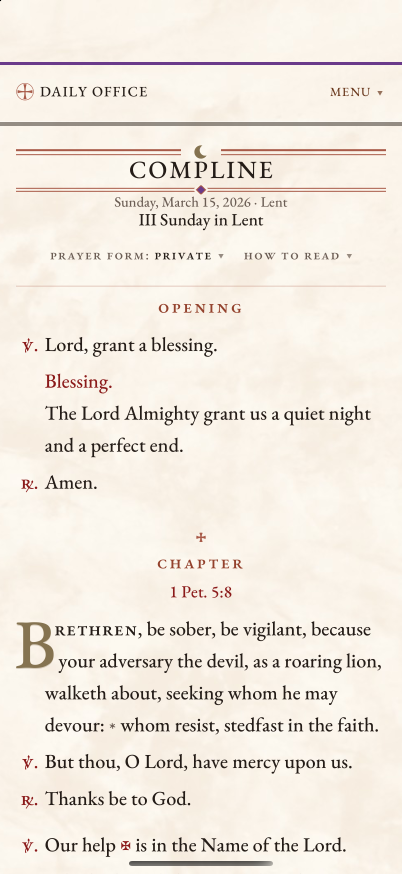 DAILY OFFICE
MENU ▼
COMPLINE
Sunday, March 15, 2026 · Lent
III Sunday in Lent
PRAYER FORM: PRIVATE ▼ HOW TO READ ▼
OPENING
℣. Lord, grant a blessing.
Blessing.
The Lord Almighty grant us a quiet night
and a perfect end.
℟. Amen.
✢
CHAPTER
1 Pet. 5:8
BRETHREN, be sober, be vigilant, because
your adversary the devil, as a roaring lion,
walketh about, seeking whom he may
devour: * whom resist, stedfast in the faith.
℣. But thou, O Lord, have mercy upon us.
℟. Thanks be to God.
℣. Our help ✠ is in the Name of the Lord.